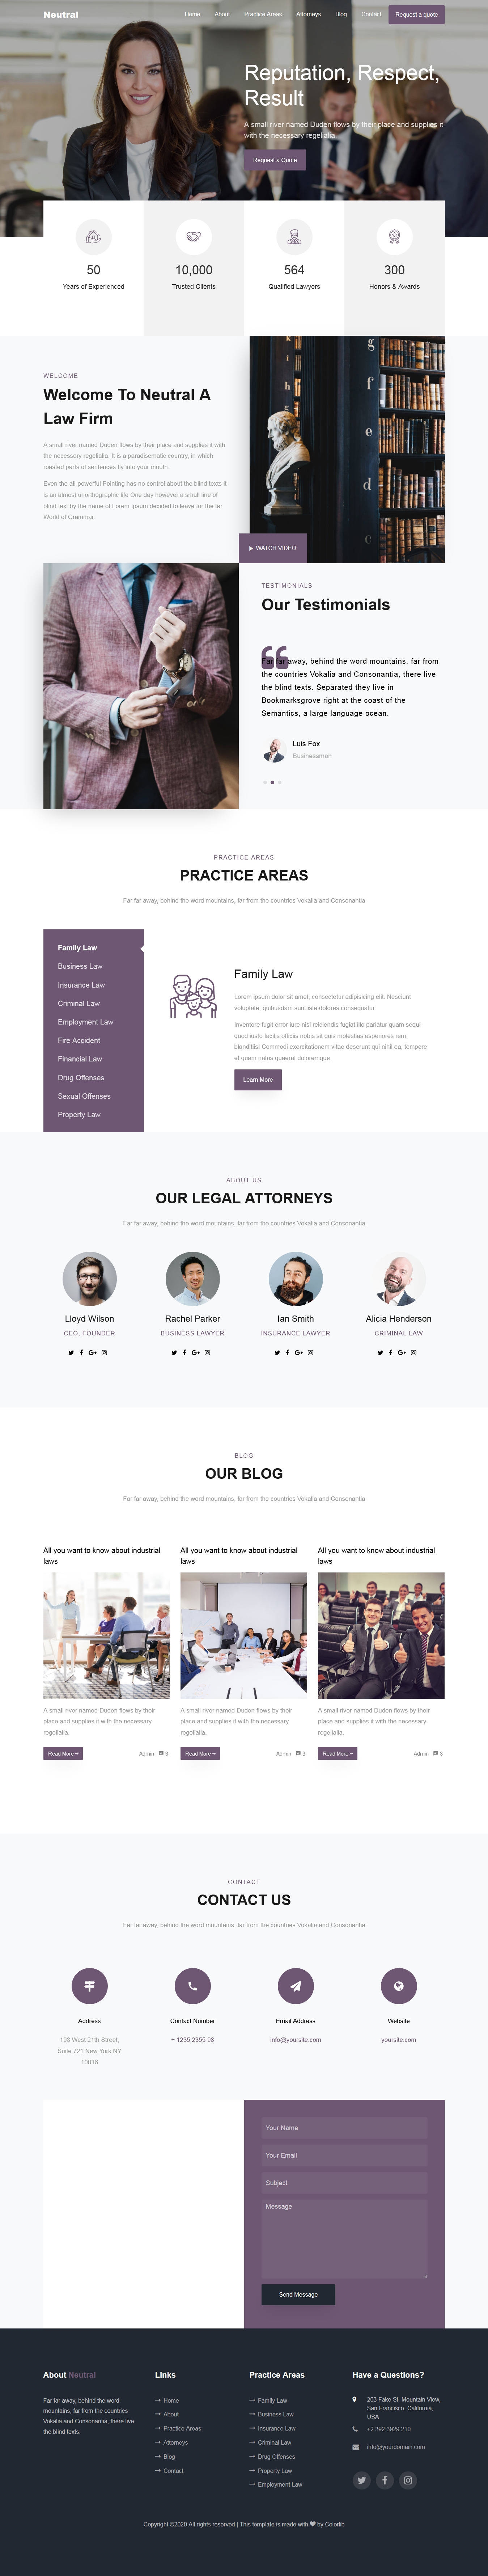 Neutral
Home About Practice Areas Attorneys Blog Contact Request a quote
Reputation, Respect,
Result
A small river named Duden flows by their place and supplies it
with the necessary regelialia.
Request a Quote
50
Years of Experienced
10,000
Trusted Clients
564
Qualified Lawyers
300
Honors & Awards
WELCOME
Welcome To Neutral A
Law Firm
A small river named Duden flows by their place and supplies it with
the necessary regelialia. It is a paradisematic country, in which
roasted parts of sentences fly into your mouth.
Even the all-powerful Pointing has no control about the blind texts it
is an almost unorthographic life One day however a small line of
blind text by the name of Lorem Ipsum decided to leave for the far
World of Grammar.
WATCH VIDEO
TESTIMONIALS
Our Testimonials
Far far away, behind the word mountains, far from
the countries Vokalia and Consonantia, there live
the blind texts. Separated they live in
Bookmarksgrove right at the coast of the
Semantics, a large language ocean.
Luis Fox
Businessman
PRACTICE AREAS
PRACTICE AREAS
Far far away, behind the word mountains, far from the countries Vokalia and Consonantia
Family Law
Business Law
Insurance Law
Criminal Law
Employment Law
Fire Accident
Financial Law
Drug Offenses
Sexual Offenses
Property Law
Family Law
Lorem ipsum dolor sit amet, consectetur adipisicing elit. Nesciunt
voluptate, quibusdam sunt iste dolores consequatur
Inventore fugit error iure nisi reiciendis fugiat illo pariatur quam sequi
quod iusto facilis officiis nobis sit quis molestias asperiores rem,
blanditiis! Commodi exercitationem vitae deserunt qui nihil ea, tempore
et quam natus quaerat doloremque.
Learn More
ABOUT US
OUR LEGAL ATTORNEYS
Far far away, behind the word mountains, far from the countries Vokalia and Consonantia
Lloyd Wilson
CEO, FOUNDER
Rachel Parker
BUSINESS LAWYER
Ian Smith
INSURANCE LAWYER
Alicia Henderson
CRIMINAL LAW
BLOG
OUR BLOG
Far far away, behind the word mountains, far from the countries Vokalia and Consonantia
All you want to know about industrial
laws
A small river named Duden flows by their
place and supplies it with the necessary
regelialia.
Read More
Admin 3
All you want to know about industrial
laws
A small river named Duden flows by their
place and supplies it with the necessary
regelialia.
Read More
Admin 3
All you want to know about industrial
laws
A small river named Duden flows by their
place and supplies it with the necessary
regelialia.
Read More
Admin 3
CONTACT
CONTACT US
Far far away, behind the word mountains, far from the countries Vokalia and Consonantia
Address
198 West 21th Street,
Suite 721 New York NY
10016
Contact Number
+ 1235 2355 98
Email Address
info@yoursite.com
Website
yoursite.com
Your Name
Your Email
Subject
Message
Send Message
About Neutral
Far far away, behind the word
mountains, far from the countries
Vokalia and Consonantia, there live
the blind texts.
Links
Home
About
Practice Areas
Attorneys
Blog
Contact
Practice Areas
Family Law
Business Law
Insurance Law
Criminal Law
Drug Offenses
Property Law
Employment Law
Have a Questions?
203 Fake St. Mountain View,
San Francisco, California,
USA
+2 392 3929 210
info@yourdomain.com
Copyright ©2020 All rights reserved | This template is made with ♥ by Colorlib